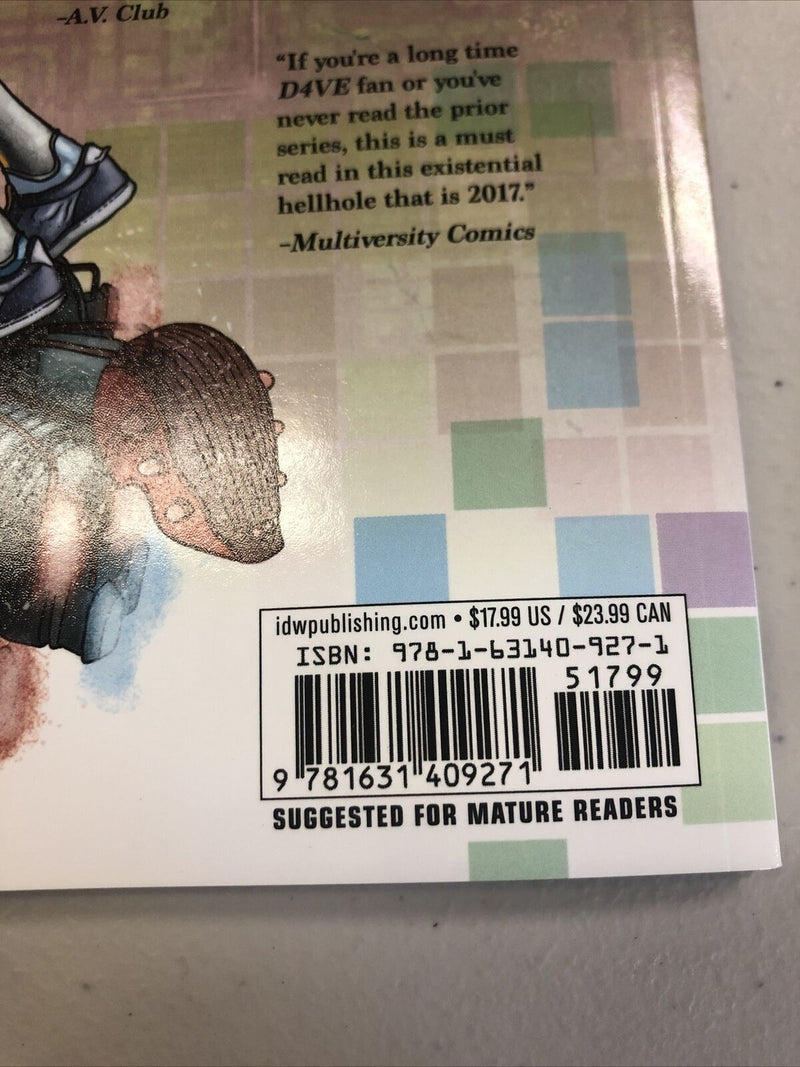 -A.V. Club
“If you're a long time
D4VE fan or you've
never read the prior
series, this is a must
read in this existential
hellhole that is 2017.”
-Multiversity Comics
idwpublishing.com • $17.99 US / $23.99 CAN
ISBN: 978-1-63140-927-1
51799
9 781631 409271
SUGGESTED FOR MATURE READERS